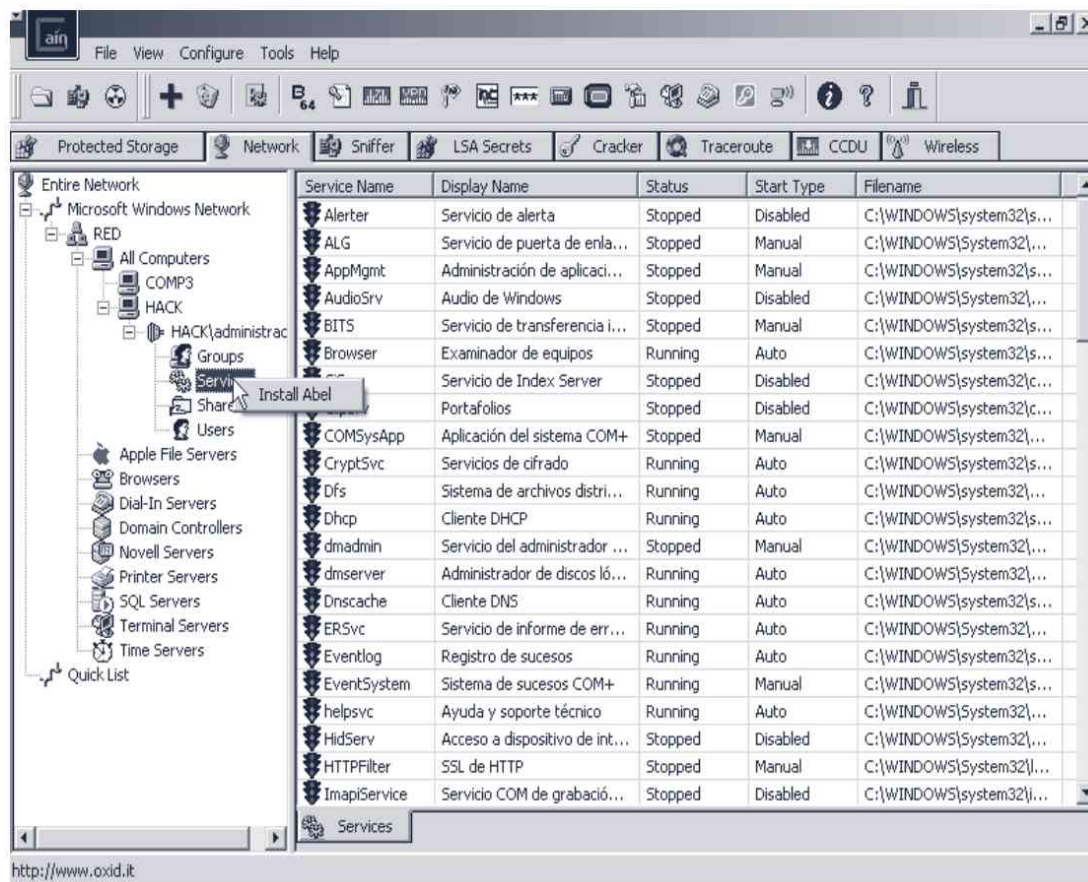 aín
File View Configure Tools Help
B 64
Protected Storage Network Sniffer LSA Secrets Cracker Traceroute CCDU Wireless
Entire Network
Microsoft Windows Network
RED
All Computers
COMP3
HACK
HACK\administrac
Groups
Servic
Install Abel
Share
Users
Apple File Servers
Browsers
Dial-In Servers
Domain Controllers
Novell Servers
Printer Servers
SQL Servers
Terminal Servers
Time Servers
Quick List
Service Name Display Name Status Start Type Filename
Alerter Servicio de alerta Stopped Disabled C:\WINDOWS\system32\s...
ALG Servicio de puerta de enla... Stopped Manual C:\WINDOWS\System32\...
AppMgmt Administración de aplicaci... Stopped Manual C:\WINDOWS\system32\s...
AudioSrv Audio de Windows Stopped Disabled C:\WINDOWS\System32\...
BITS Servicio de transferencia i... Stopped Manual C:\WINDOWS\system32\s...
Browser Examinador de equipos Running Auto C:\WINDOWS\system32\s...
Servicio de Index Server Stopped Disabled C:\WINDOWS\system32\c...
Portafolios Stopped Disabled C:\WINDOWS\system32\c...
COMSysApp Aplicación del sistema COM+ Stopped Manual C:\WINDOWS\System32\...
CryptSvc Servicios de cifrado Running Auto C:\WINDOWS\system32\s...
Dfs Sistema de archivos distri... Running Auto C:\WINDOWS\system32\...
Dhcp Cliente DHCP Running Auto C:\WINDOWS\system32\s...
dmadmin Servicio del administrador ... Stopped Manual C:\WINDOWS\System32\...
dmserver Administrador de discos ló... Running Auto C:\WINDOWS\System32\...
Dnscache Cliente DNS Running Auto C:\WINDOWS\system32\s...
ERSvc Servicio de informe de err... Running Auto C:\WINDOWS\System32\...
Eventlog Registro de sucesos Running Auto C:\WINDOWS\system32\s...
EventSystem Sistema de sucesos COM+ Running Manual C:\WINDOWS\system32\s...
helpsvc Ayuda y soporte técnico Running Auto C:\WINDOWS\System32\...
HidServ Acceso a dispositivo de int... Stopped Disabled C:\WINDOWS\System32\...
HTTPFilter SSL de HTTP Stopped Manual C:\WINDOWS\System32\l...
ImapiService Servicio COM de grabació... Stopped Disabled C:\WINDOWS\system32\i...
Services
http://www.oxid.it